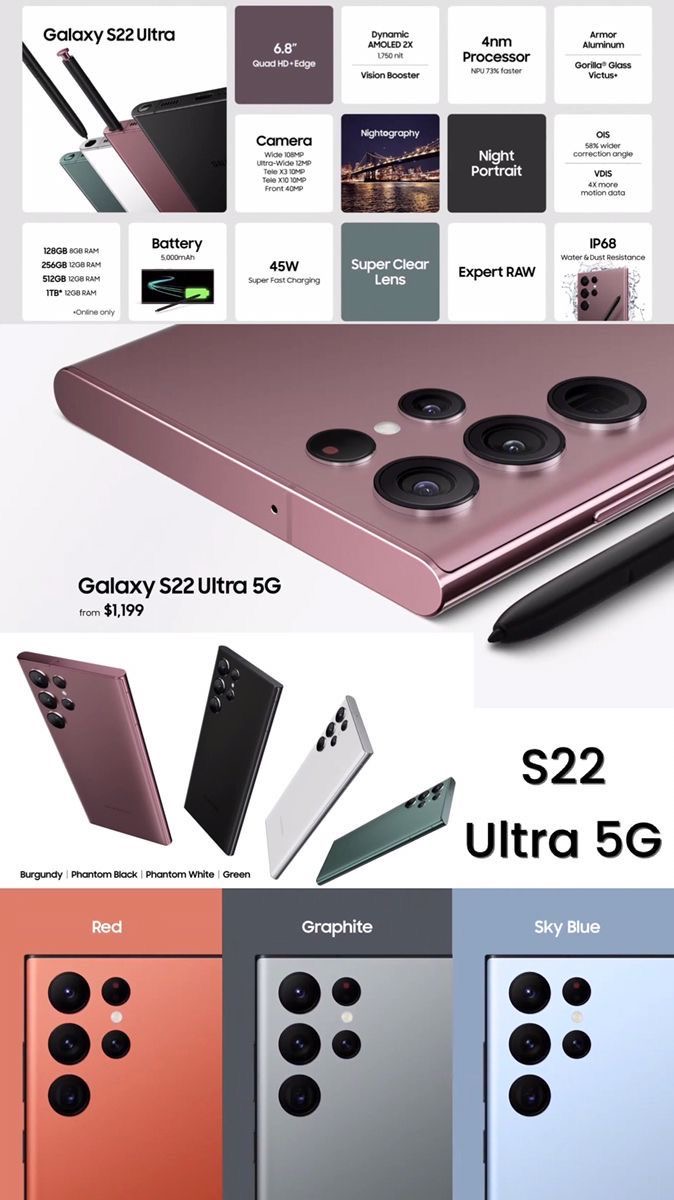 Galaxy S22 Ultra
6.8"
Quad HD+Edge
Dynamic
AMOLED 2X
1,750 nit
Vision Booster
4nm
Processor
NPU 73% faster
Armor
Aluminum
Gorilla® Glass
Victus+
Camera
Wide 108MP
Ultra-Wide 12MP
Tele X3 10MP
Tele X10 10MP
Front 40MP
Nightography
Night
Portrait
OIS
58% wider
correction angle
VDIS
4X more
motion data
128GB 8GB RAM
256GB 12GB RAM
512GB 12GB RAM
1TB* 12GB RAM
*Online only
Battery
5,000mAh
45W
Super Fast Charging
Super Clear
Lens
Expert RAW
IP68
Water & Dust Resistance
Galaxy S22 Ultra 5G
from $1,199
S22
Ultra 5G
Burgundy | Phantom Black | Phantom White | Green
Red
Graphite
Sky Blue